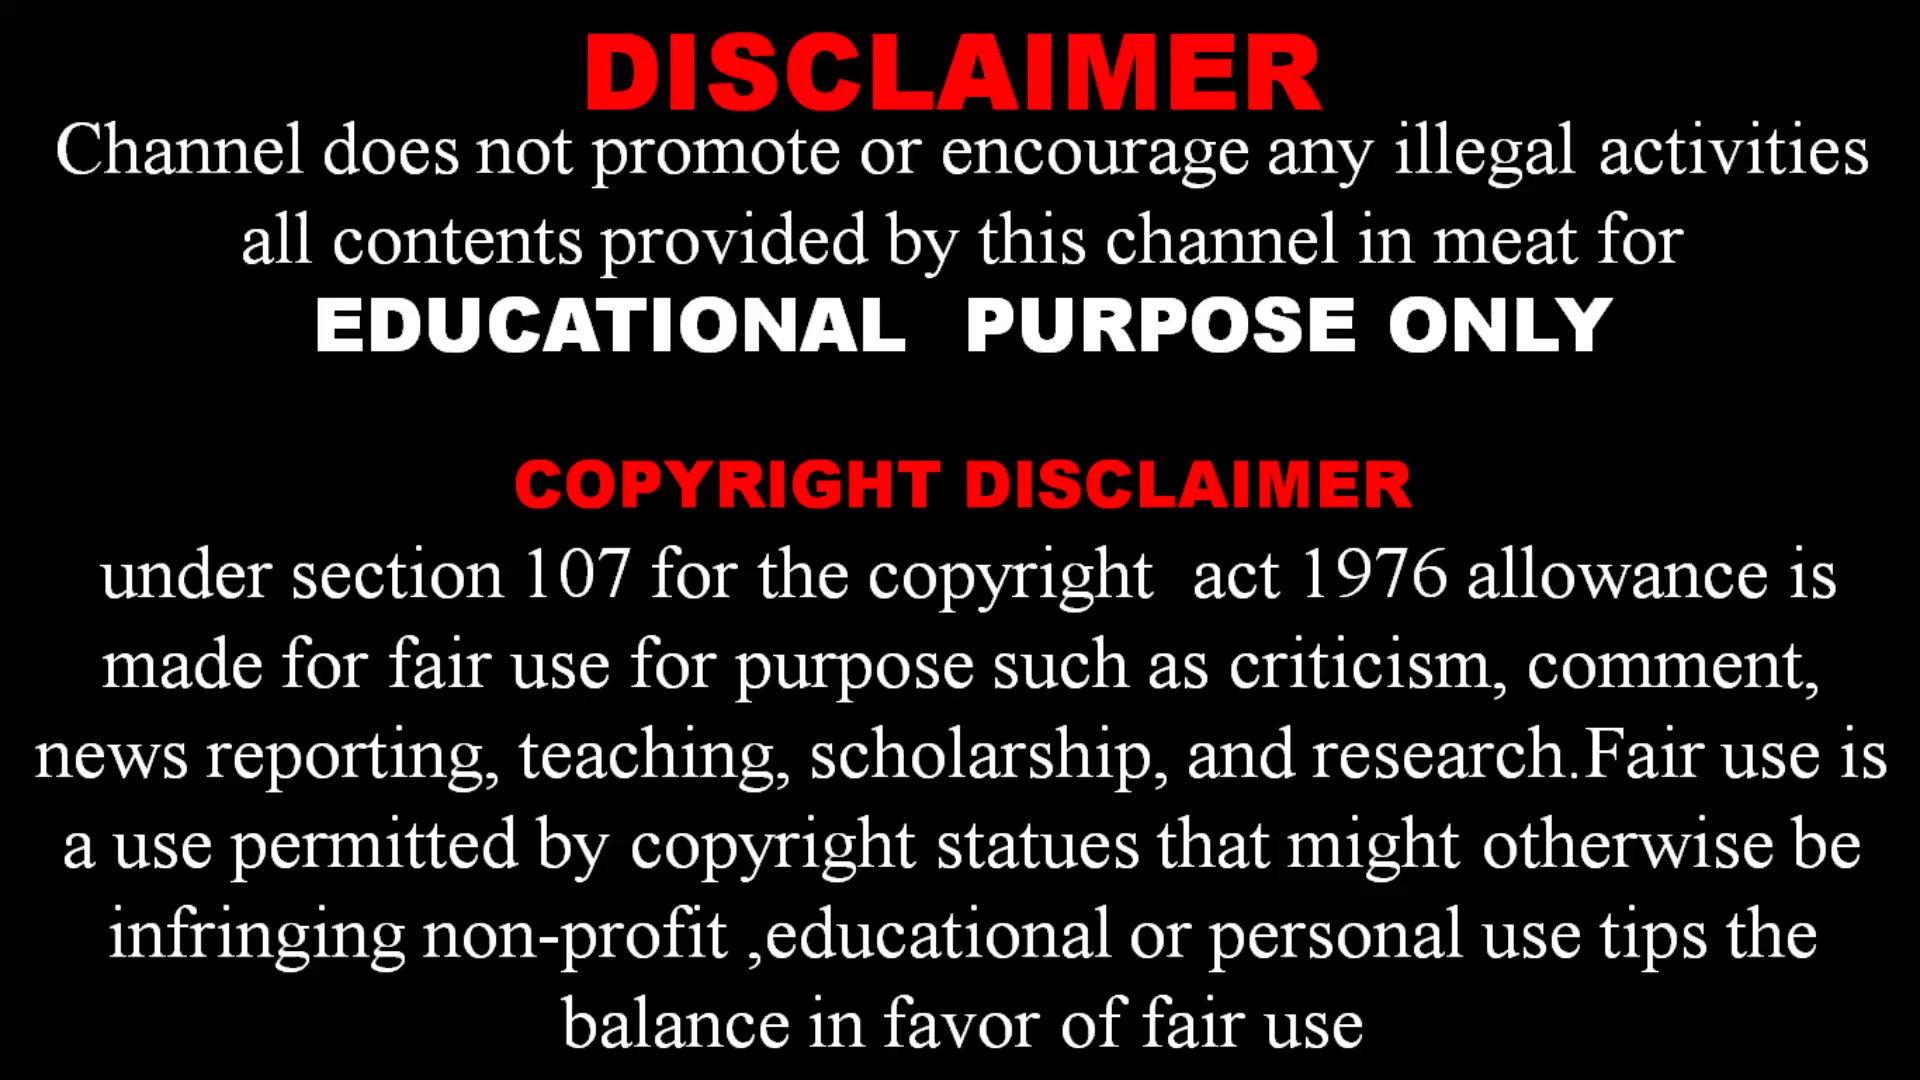 DISCLAIMER
Channel does not promote or encourage any illegal activities
all contents provided by this channel in meat for
EDUCATIONAL PURPOSE ONLY
COPYRIGHT DISCLAIMER
under section 107 for the copyright act 1976 allowance is
made for fair use for purpose such as criticism, comment,
news reporting, teaching, scholarship, and research.Fair use is
a use permitted by copyright statues that might otherwise be
infringing non-profit ,educational or personal use tips the
balance in favor of fair use